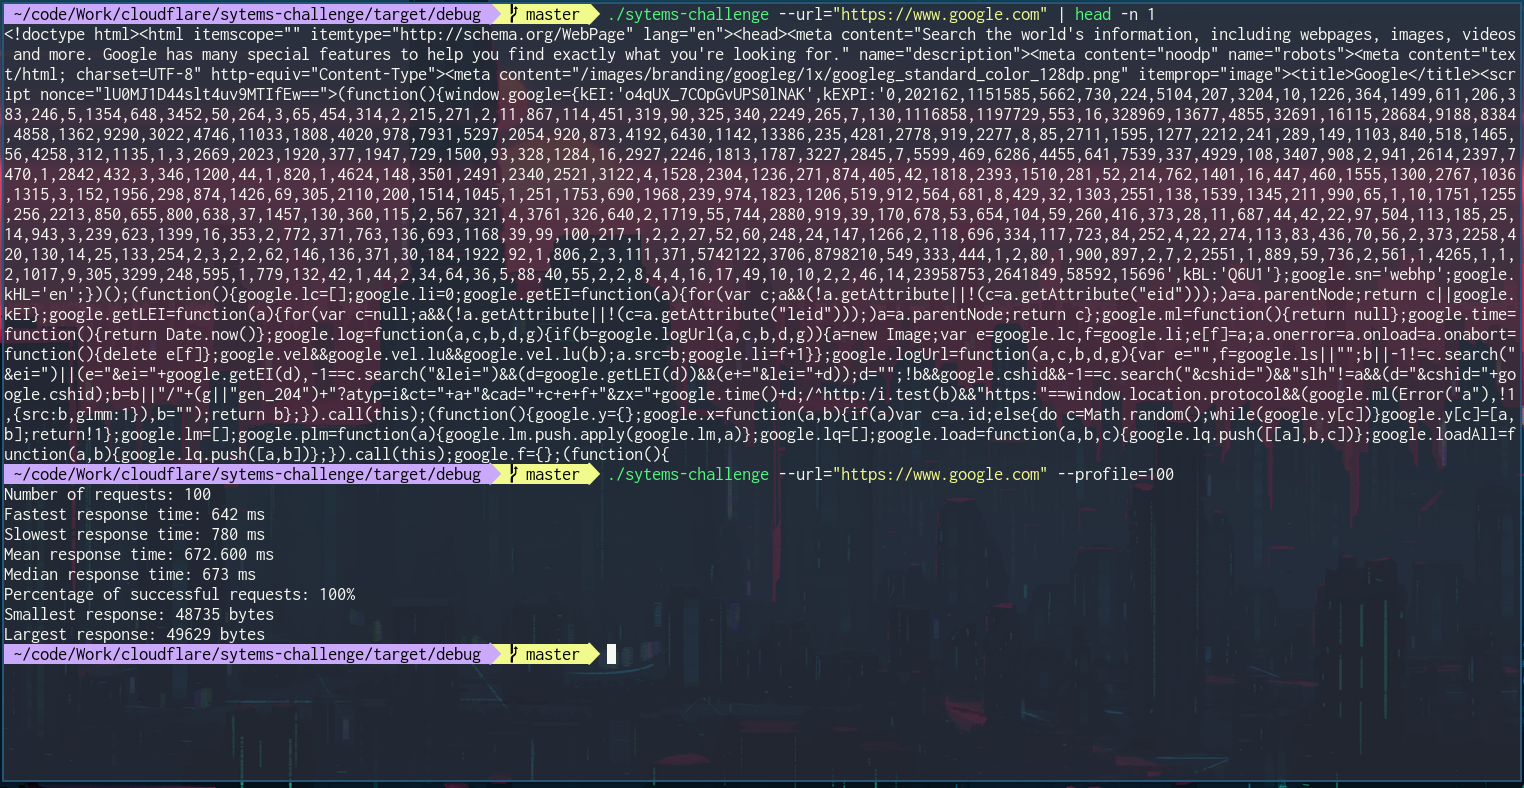 ~/code/Work/cloudflare/sytems-challenge/target/debug master ./sytems-challenge --url="https://www.google.com" | head -n 1
<!doctype html><html itemscope="" itemtype="http://schema.org/WebPage" lang="en"><head><meta content="Search the world's information, including webpages, images, videos
and more. Google has many special features to help you find exactly what you're looking for." name="description"><meta content="noodp" name="robots"><meta content="tex
t/html; charset=UTF-8" http-equiv="Content-Type"><meta content="/images/branding/googleg/1x/googleg_standard_color_128dp.png" itemprop="image"><title>Google</title><scr
ipt nonce="lU0MJ1D44slt4uv9MTIfEw==">(function(){window.google={kEI:'o4qUX_7COpGvUPS0lNAK',kEXPI:'0,202162,1151585,5662,730,224,5104,207,3204,10,1226,364,1499,611,206,3
83,246,5,1354,648,3452,50,264,3,65,454,314,2,215,271,2,11,867,114,451,319,90,325,340,2249,265,7,130,1116858,1197729,553,16,328969,13677,4855,32691,16115,28684,9188,8384
,4858,1362,9290,3022,4746,11033,1808,4020,978,7931,5297,2054,920,873,4192,6430,1142,13386,235,4281,2778,919,2277,8,85,2711,1595,1277,2212,241,289,149,1103,840,518,1465,
56,4258,312,1135,1,3,2669,2023,1920,377,1947,729,1500,93,328,1284,16,2927,2246,1813,1787,3227,2845,7,5599,469,6286,4455,641,7539,337,4929,108,3407,908,2,941,2614,2397,7
470,1,2842,432,3,346,1200,44,1,820,1,4624,148,3501,2491,2340,2521,3122,4,1528,2304,1236,271,874,405,42,1818,2393,1510,281,52,214,762,1401,16,447,460,1555,1300,2767,1036
,1315,3,152,1956,298,874,1426,69,305,2110,200,1514,1045,1,251,1753,690,1968,239,974,1823,1206,519,912,564,681,8,429,32,1303,2551,138,1539,1345,211,990,65,1,10,1751,1255
,256,2213,850,655,800,638,37,1457,130,360,115,2,567,321,4,3761,326,640,2,1719,55,744,2880,919,39,170,678,53,654,104,59,260,416,373,28,11,687,44,42,22,97,504,113,185,25,
14,943,3,239,623,1399,16,353,2,772,371,763,136,693,1168,39,99,100,217,1,2,2,27,52,60,248,24,147,1266,2,118,696,334,117,723,84,252,4,22,274,113,83,436,70,56,2,373,2258,4
20,130,14,25,133,254,2,3,2,2,62,146,136,371,30,184,1922,92,1,806,2,3,111,371,5742122,3706,8798210,549,333,444,1,2,80,1,900,897,2,7,2,2551,1,889,59,736,2,561,1,4265,1,1,
2,1017,9,305,3299,248,595,1,779,132,42,1,44,2,34,64,36,5,88,40,55,2,2,8,4,4,16,17,49,10,10,2,2,46,14,23958753,2641849,58592,15696',kBL:'Q6U1'};google.sn='webhp';google.
kHL='en';})();(function(){google.lc=[];google.li=0;google.getEI=function(a){for(var c;a&&(!a.getAttribute||!(c=a.getAttribute("eid")));)a=a.parentNode;return c||google.
kEI};google.getLEI=function(a){for(var c=null;a&&(!a.getAttribute||!(c=a.getAttribute("leid")));)a=a.parentNode;return c};google.ml=function(){return null};google.time=
function(){return Date.now()};google.log=function(a,c,b,d,g){if(b=google.logUrl(a,c,b,d,g)){a=new Image;var e=google.lc,f=google.li;e[f]=a;a.onerror=a.onload=a.onabort=
function(){delete e[f]};google.vel&&google.vel.lu&&google.vel.lu(b);a.src=b;google.li=f+1}};google.logUrl=function(a,c,b,d,g){var e="",f=google.ls||"";b||-1!=c.search("
&ei=")||(e="&ei="+google.getEI(d),-1==c.search("&lei=")&&(d=google.getLEI(d))&&(e+="&lei="+d));d="";!b&&google.cshid&&-1==c.search("&cshid=")&&"slh"!=a&&(d="&cshid="+go
ogle.cshid);b=b||"/"+(g||"gen_204")+"?atyp=i&ct="+a+"&cad="+c+e+f+"&zx="+google.time()+d;/^http:/i.test(b)&&"https:"==window.location.protocol&&(google.ml(Error("a"),!1
,{src:b,glmm:1}),b="");return b};}).call(this);(function(){google.y={};google.x=function(a,b){if(a)var c=a.id;else{do c=Math.random();while(google.y[c])}google.y[c]=[a,
b];return!1};google.lm=[];google.plm=function(a){google.lm.push.apply(google.lm,a)};google.lq=[];google.load=function(a,b,c){google.lq.push([[a],b,c])};google.loadAll=f
unction(a,b){google.lq.push([a,b])};}).call(this);google.f={};(function(){
~/code/Work/cloudflare/sytems-challenge/target/debug master ./sytems-challenge --url="https://www.google.com" --profile=100
Number of requests: 100
Fastest response time: 642 ms
Slowest response time: 780 ms
Mean response time: 672.600 ms
Median response time: 673 ms
Percentage of successful requests: 100%
Smallest response: 48735 bytes
Largest response: 49629 bytes
~/code/Work/cloudflare/sytems-challenge/target/debug master